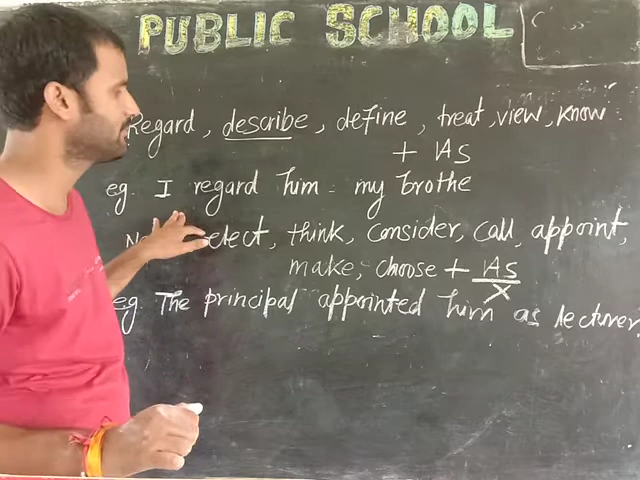 PUBLIC SCHOOL
Regard, describe, define, treat, view, know
+ As
eg. I regard him - my brothe
elect, think, consider, call, appoint,
make, choose + As
X
eg. The principal appointed him as lecturer